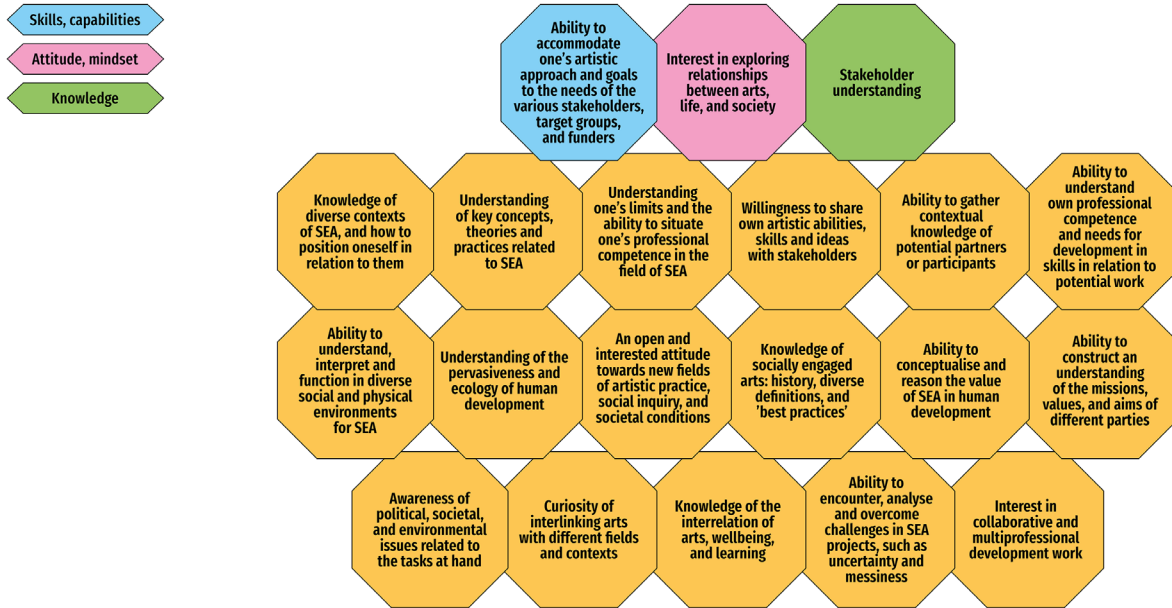 Skills, capabilities
Attitude, mindset
Knowledge
Ability to
accommodate
one's artistic
approach and goals
to the needs of the
various stakeholders,
target groups,
and funders
Interest in exploring
relationships
between arts,
life, and society
Stakeholder
understanding
Knowledge of
diverse contexts
of SEA, and how to
position oneself in
relation to them
Understanding
of key concepts,
theories and
practices related
to SEA
Understanding
one's limits and the
ability to situate
one's professional
competence in the
field of SEA
Willingness to share
own artistic abilities,
skills and ideas
with stakeholders
Ability to gather
contextual
knowledge of
potential partners
or participants
Ability to
understand
own professional
competence
and needs for
development in
skills in relation to
potential work
Ability to
understand,
interpret and
function in diverse
social and physical
environments
for SEA
Understanding of the
pervasiveness and
ecology of human
development
An open and
interested attitude
towards new fields
of artistic practice,
social inquiry, and
societal conditions
Knowledge of
socially engaged
arts: history, diverse
definitions, and
'best practices'
Ability to
conceptualise and
reason the value
of SEA in human
development
Ability to
construct an
understanding
of the missions,
values, and aims of
different parties
Awareness of
political, societal,
and environmental
issues related to
the tasks at hand
Curiosity of
interlinking arts
with different fields
and contexts
Knowledge of the
interrelation of
arts, wellbeing,
and learning
Ability to
encounter, analyse
and overcome
challenges in SEA
projects, such as
uncertainty and
messiness
Interest in
collaborative and
multiprofessional
development work